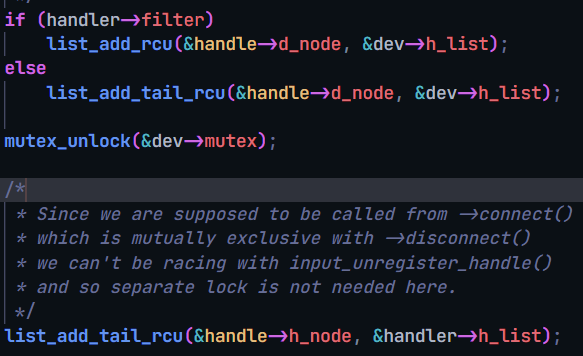 if (handler->filter)
list_add_rcu(&handle->d_node, &dev->h_list);
else
list_add_tail_rcu(&handle->d_node, &dev->h_list);
mutex_unlock(&dev->mutex);
/*
* Since we are supposed to be called from ->connect()
* which is mutually exclusive with ->disconnect()
* we can't be racing with input_unregister_handle()
* and so separate lock is not needed here.
*/
list_add_tail_rcu(&handle->h_node, &handler->h_list);